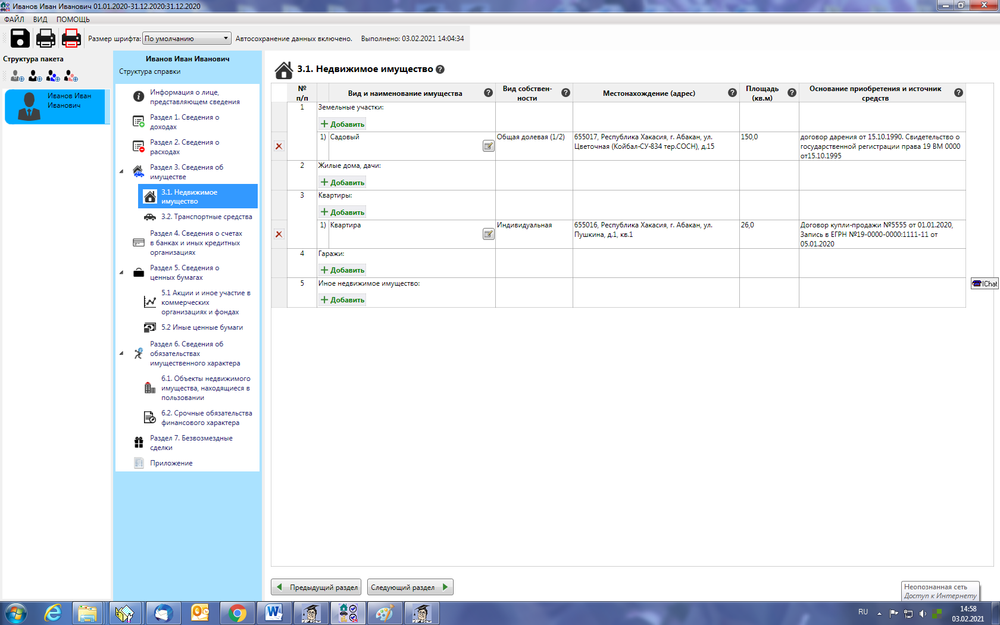 Иванов Иван Иванович 01.01.2020-31.12.2020:31.12.2020
ФАЙЛ ВИД ПОМОЩЬ
Размер шрифта: По умолчанию Автосохранение данных включено. Выполнено: 03.02.2021 14:04:34
Структура пакета
Иванов Иван
Иванович
Иванов Иван Иванович
Структура справки
Информация о лице,
представляющем сведения
Раздел 1. Сведения о
доходах
Раздел 2. Сведения о
расходах
Раздел 3. Сведения об
имуществе
3.1. Недвижимое
имущество
3.2. Транспортные средства
Раздел 4. Сведения о счетах
в банках и иных кредитных
организациях
Раздел 5. Сведения о
ценных бумагах
5.1 Акции и иное участие в
коммерческих
организациях и фондах
5.2 Иные ценные бумаги
Раздел 6. Сведения об
обязательствах
имущественного характера
6.1. Объекты недвижимого
имущества, находящиеся в
пользовании
6.2. Срочные обязательства
финансового характера
Раздел 7. Безвозмездные
сделки
Приложение
3.1. Недвижимое имущество ?
№
п/п
Вид и наименование имущества ?
Вид собствен-
ности ?
Местонахождение (адрес) ?
Площадь
(кв.м) ?
Основание приобретения и источник
средств ?
1 Земельные участки:
+ Добавить
1) Садовый
Общая долевая (1/2)
655017, Республика Хакасия, г. Абакан, ул.
Цветочная (Койбал-СУ-834 тер.СОСН), д.15
150,0
договор дарения от 15.10.1990. Свидетельство о
государственной регистрации права 19 ВМ 0000
от15.10.1995
2 Жилые дома, дачи:
+ Добавить
3 Квартиры:
+ Добавить
1) Квартира
Индивидуальная
655016, Республика Хакасия, г. Абакан, ул.
Пушкина, д.1, кв.1
26,0
Договор купли-продажи №5555 от 01.01.2020,
Запись в ЕГРН №19-0000-0000:1111-11 от
05.01.2020
4 Гаражи:
+ Добавить
5 Иное недвижимое имущество:
+ Добавить
IChat
Предыдущий раздел
Следующий раздел
Неопознанная сеть
Доступ к Интернету
RU
14:58
03.02.2021